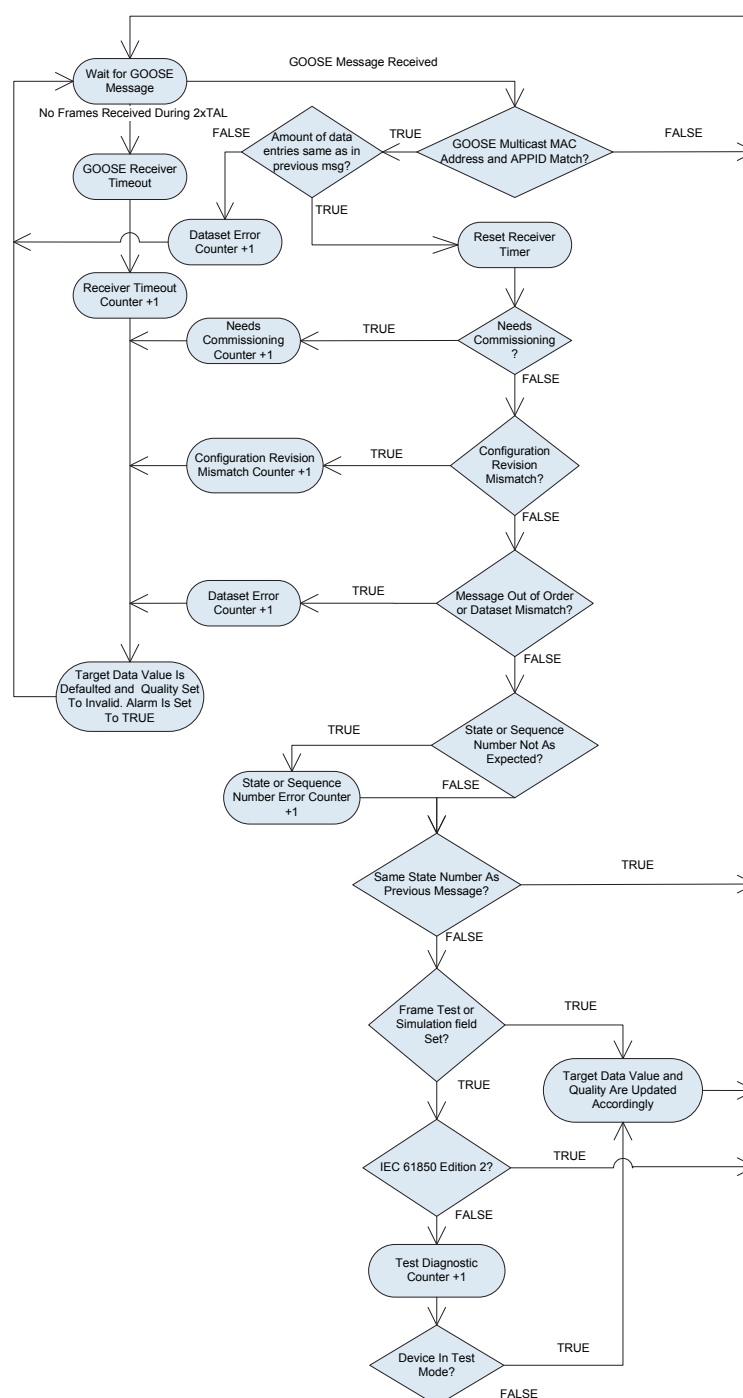 Wait for GOOSE
Message
GOOSE Message Received
No Frames Received During 2xTAL
FALSE
Amount of data
entries same as in
previous msg?
TRUE
GOOSE Multicast MAC
Address and APPID Match?
FALSE
GOOSE Receiver
Timeout
TRUE
Dataset Error
Counter +1
Reset Receiver
Timer
Receiver Timeout
Counter +1
Needs
Commissioning
Counter +1
TRUE
Needs
Commissioning
?
FALSE
Configuration Revision
Mismatch Counter +1
TRUE
Configuration
Revision
Mismatch?
FALSE
Dataset Error
Counter +1
TRUE
Message Out of Order
or Dataset Mismatch?
FALSE
Target Data Value Is
Defaulted and Quality Set
To Invalid. Alarm Is Set
To TRUE
TRUE
State or Sequence
Number Not As
Expected?
State or Sequence
Number Error Counter
+1
FALSE
Same State Number As
Previous Message?
TRUE
FALSE
Frame Test or
Simulation field
Set?
TRUE
TRUE
Target Data Value and
Quality Are Updated
Accordingly
IEC 61850 Edition 2?
TRUE
FALSE
Test Diagnostic
Counter +1
Device In Test
Mode?
TRUE
FALSE